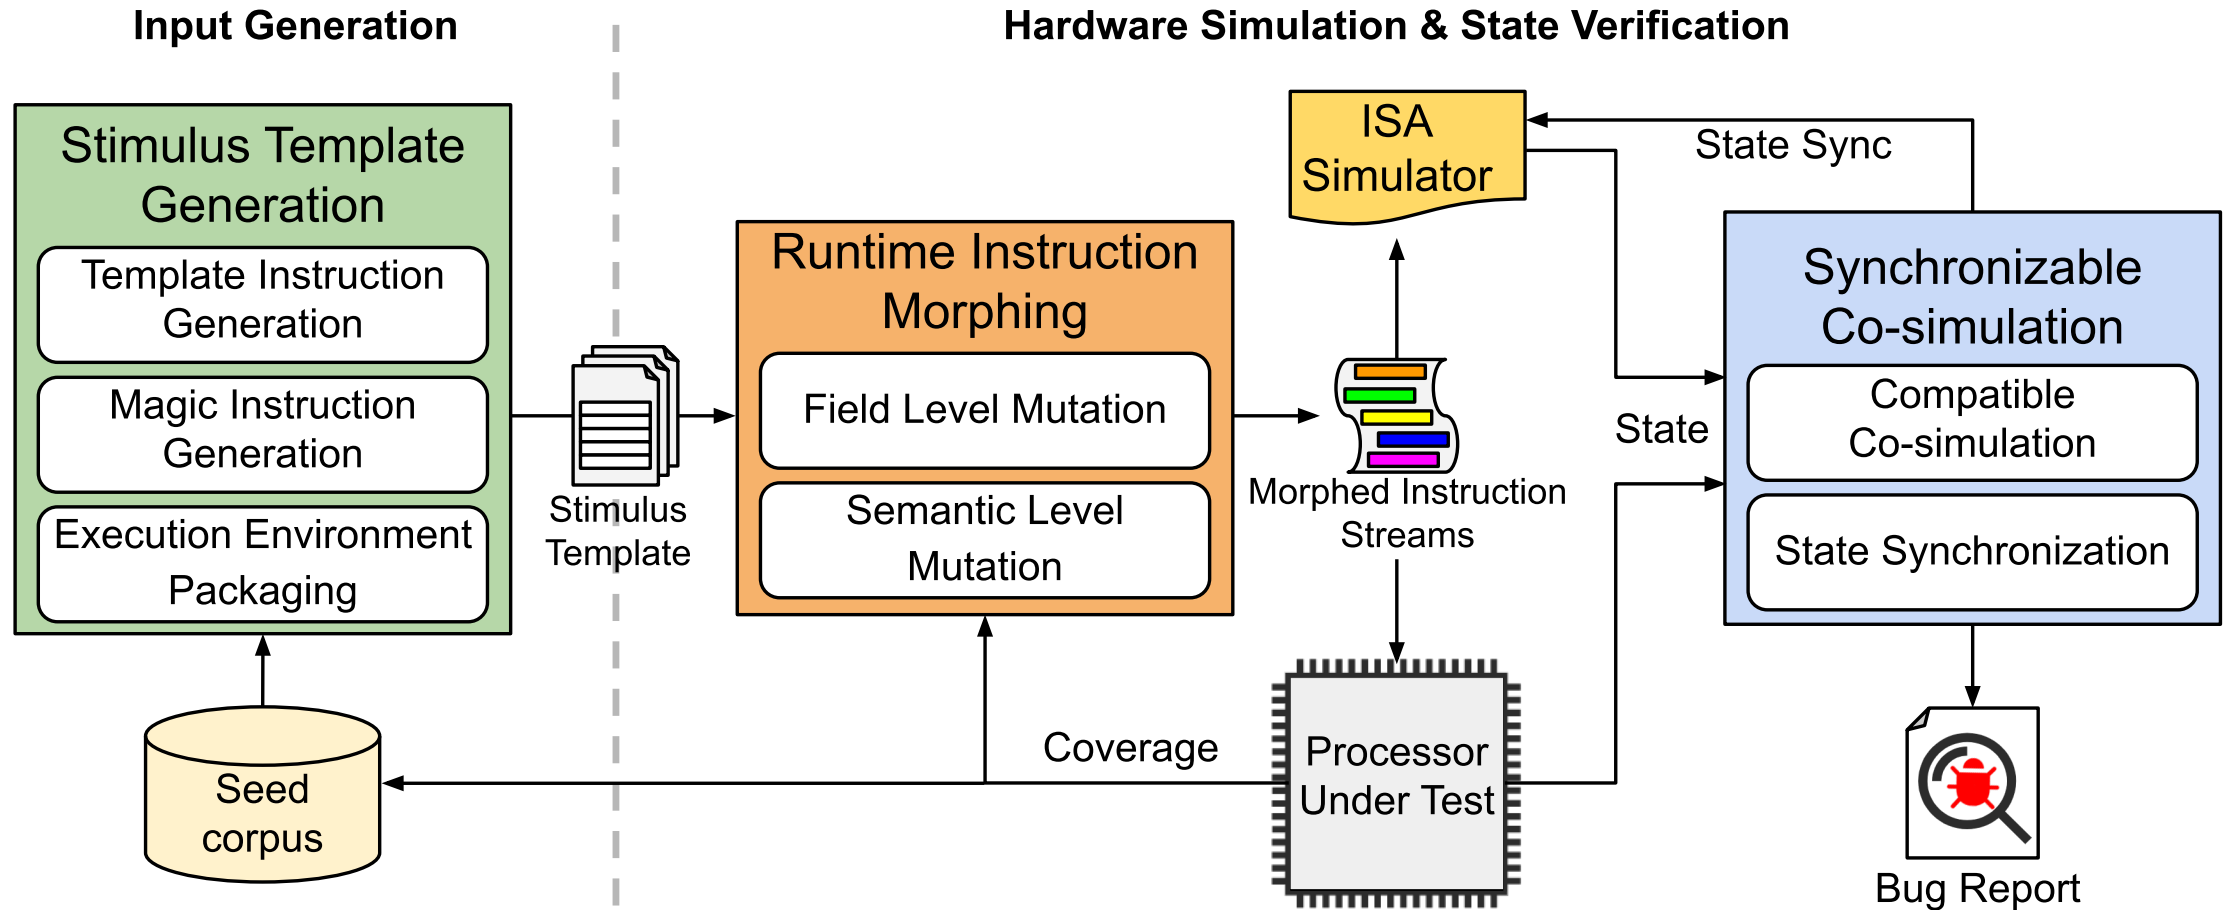 Input Generation
Hardware Simulation & State Verification
Stimulus Template
Generation
Template Instruction
Generation
Magic Instruction
Generation
Execution Environment
Packaging
Seed
corpus
Stimulus
Template
Runtime Instruction
Morphing
Field Level Mutation
Semantic Level
Mutation
Coverage
ISA
Simulator
Morphed Instruction
Streams
Processor
Under Test
State Sync
State
Synchronizable
Co-simulation
Compatible
Co-simulation
State Synchronization
Bug Report